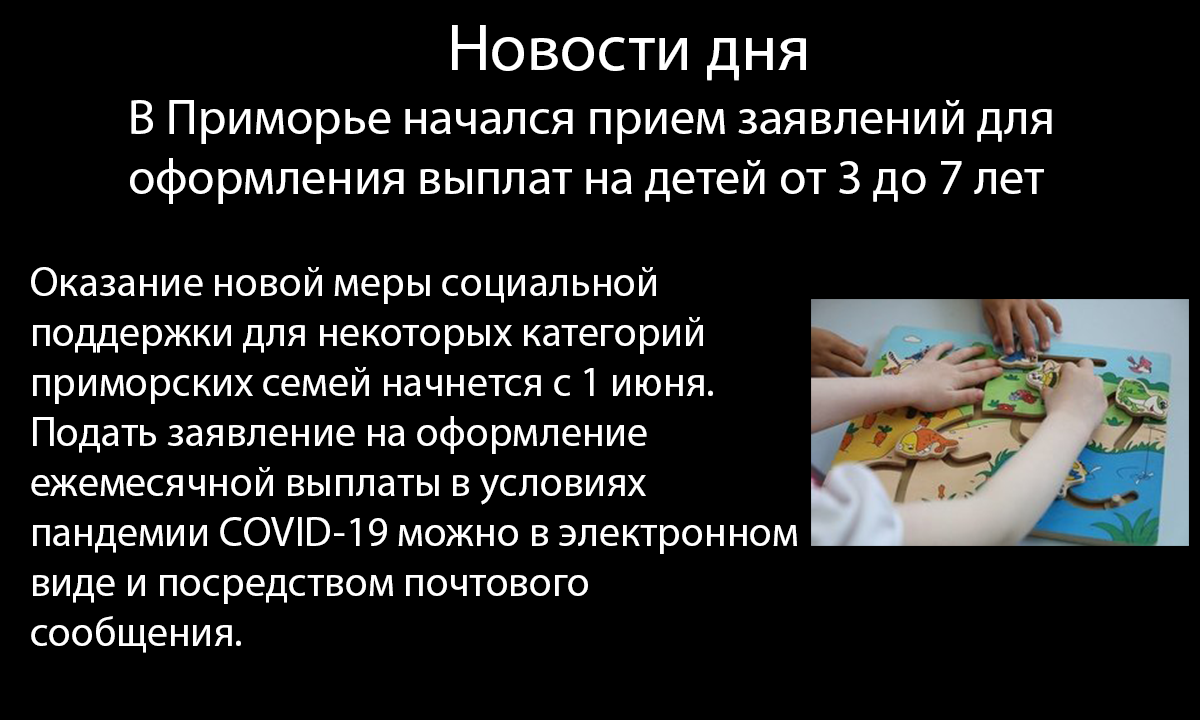 Новости дня
В Приморье начался прием заявлений для
оформления выплат на детей от 3 до 7 лет
Оказание новой меры социальной
поддержки для некоторых категорий
приморских семей начнется с 1 июня.
Подать заявление на оформление
ежемесячной выплаты в условиях
пандемии COVID-19 можно в электронном
виде и посредством почтового
сообщения.